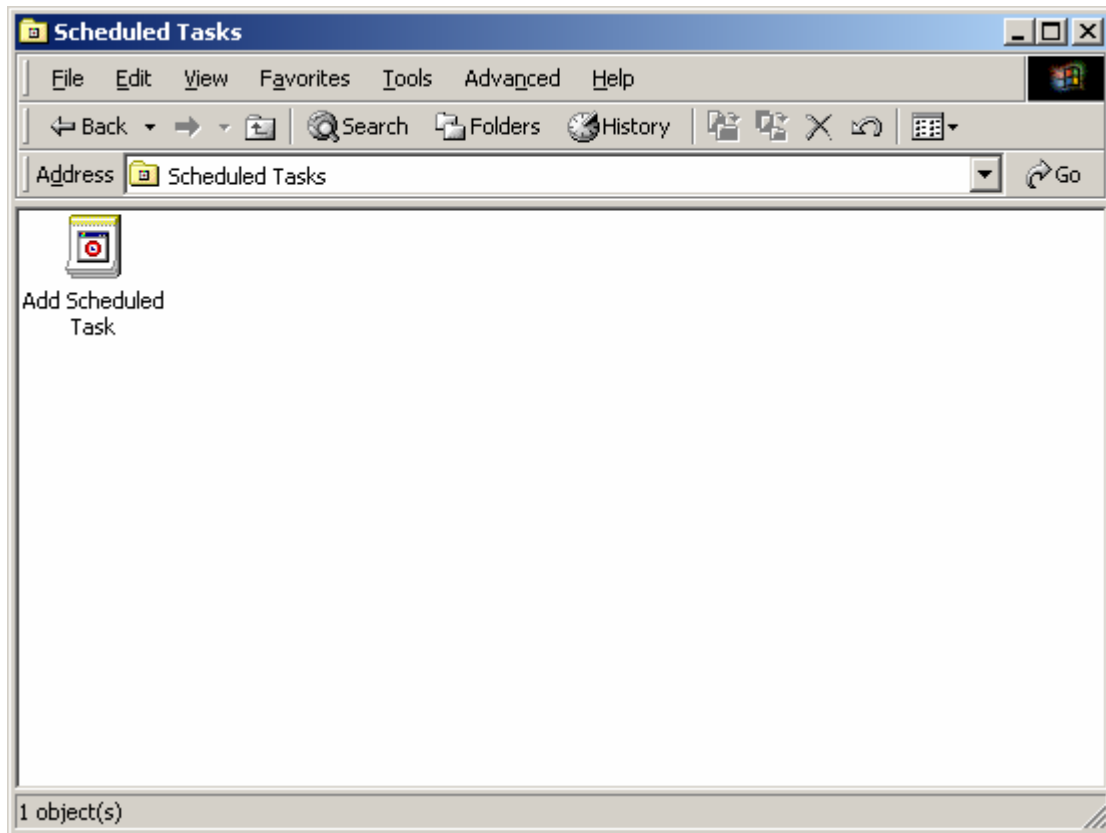 Scheduled Tasks
File Edit View Favorites Tools Advanced Help
Back Search Folders History
Address Scheduled Tasks Go
Add Scheduled
Task
1 object(s)